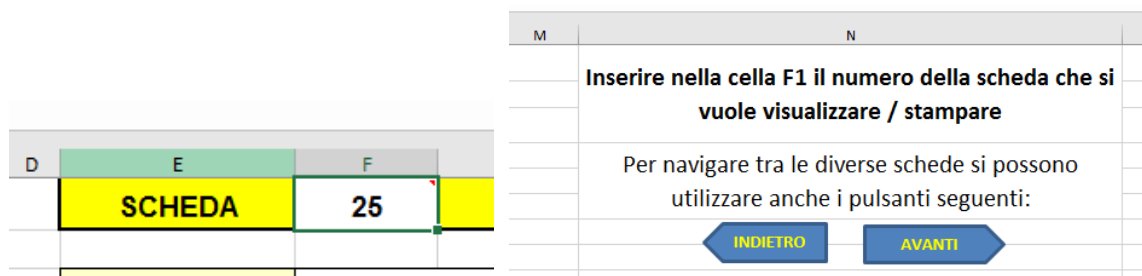 M N
Inserire nella cella F1 il numero della scheda che si
vuole visualizzare / stampare
D E F
Per navigare tra le diverse schede si possono
utilizzare anche i pulsanti seguenti:
SCHEDA 25
INDIETRO AVANTI